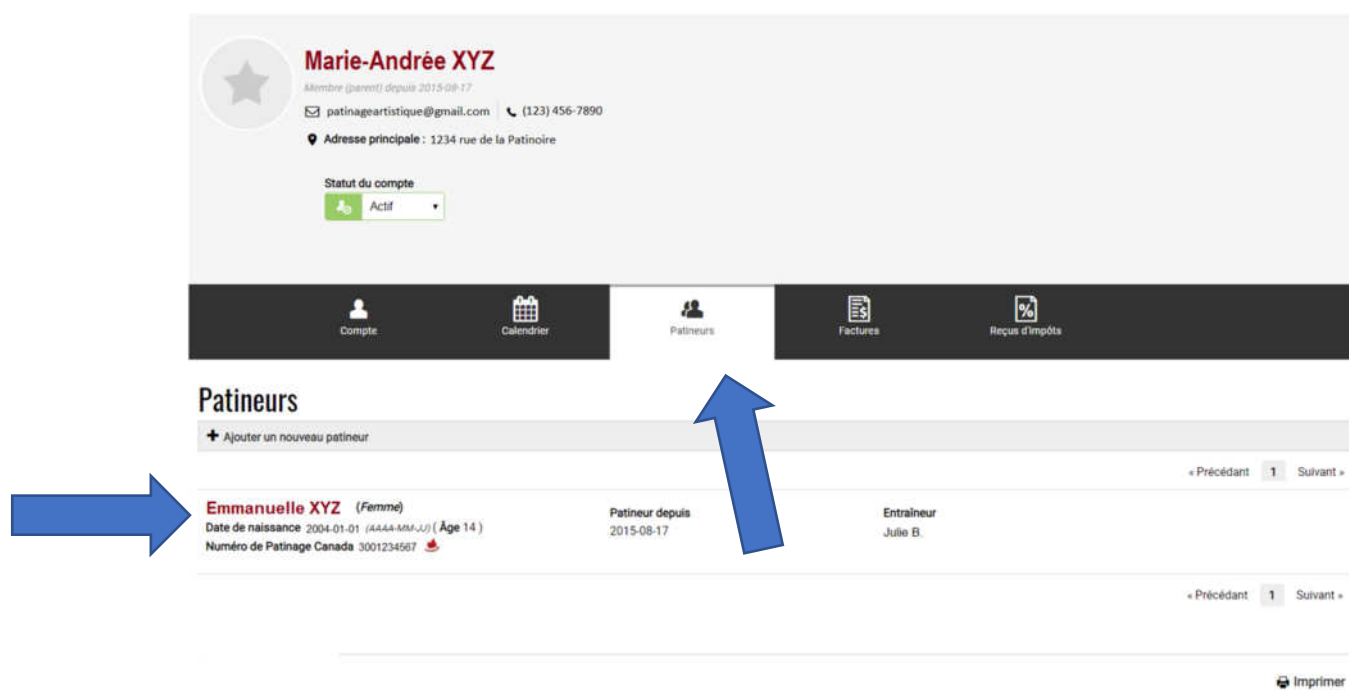 Marie-Andrée XYZ
Membre (parent) depuis 2015-08-17
patinageartistique@gmail.com (123) 456-7890
Adresse principale : 1234 rue de la Patinoire
Statut du compte
Actif
Compte Calendrier Patineurs Factures Reçus d'impôts
Patineurs
+ Ajouter un nouveau patineur
« Précédant 1 Suivant »
Emmanuelle XYZ (Femme) Patineur depuis Entraîneur
Date de naissance 2004-01-01 (AAAA-MM-JJ) ( Âge 14 ) 2015-08-17 Julie B.
Numéro de Patinage Canada 3001234567
« Précédant 1 Suivant »
Imprimer